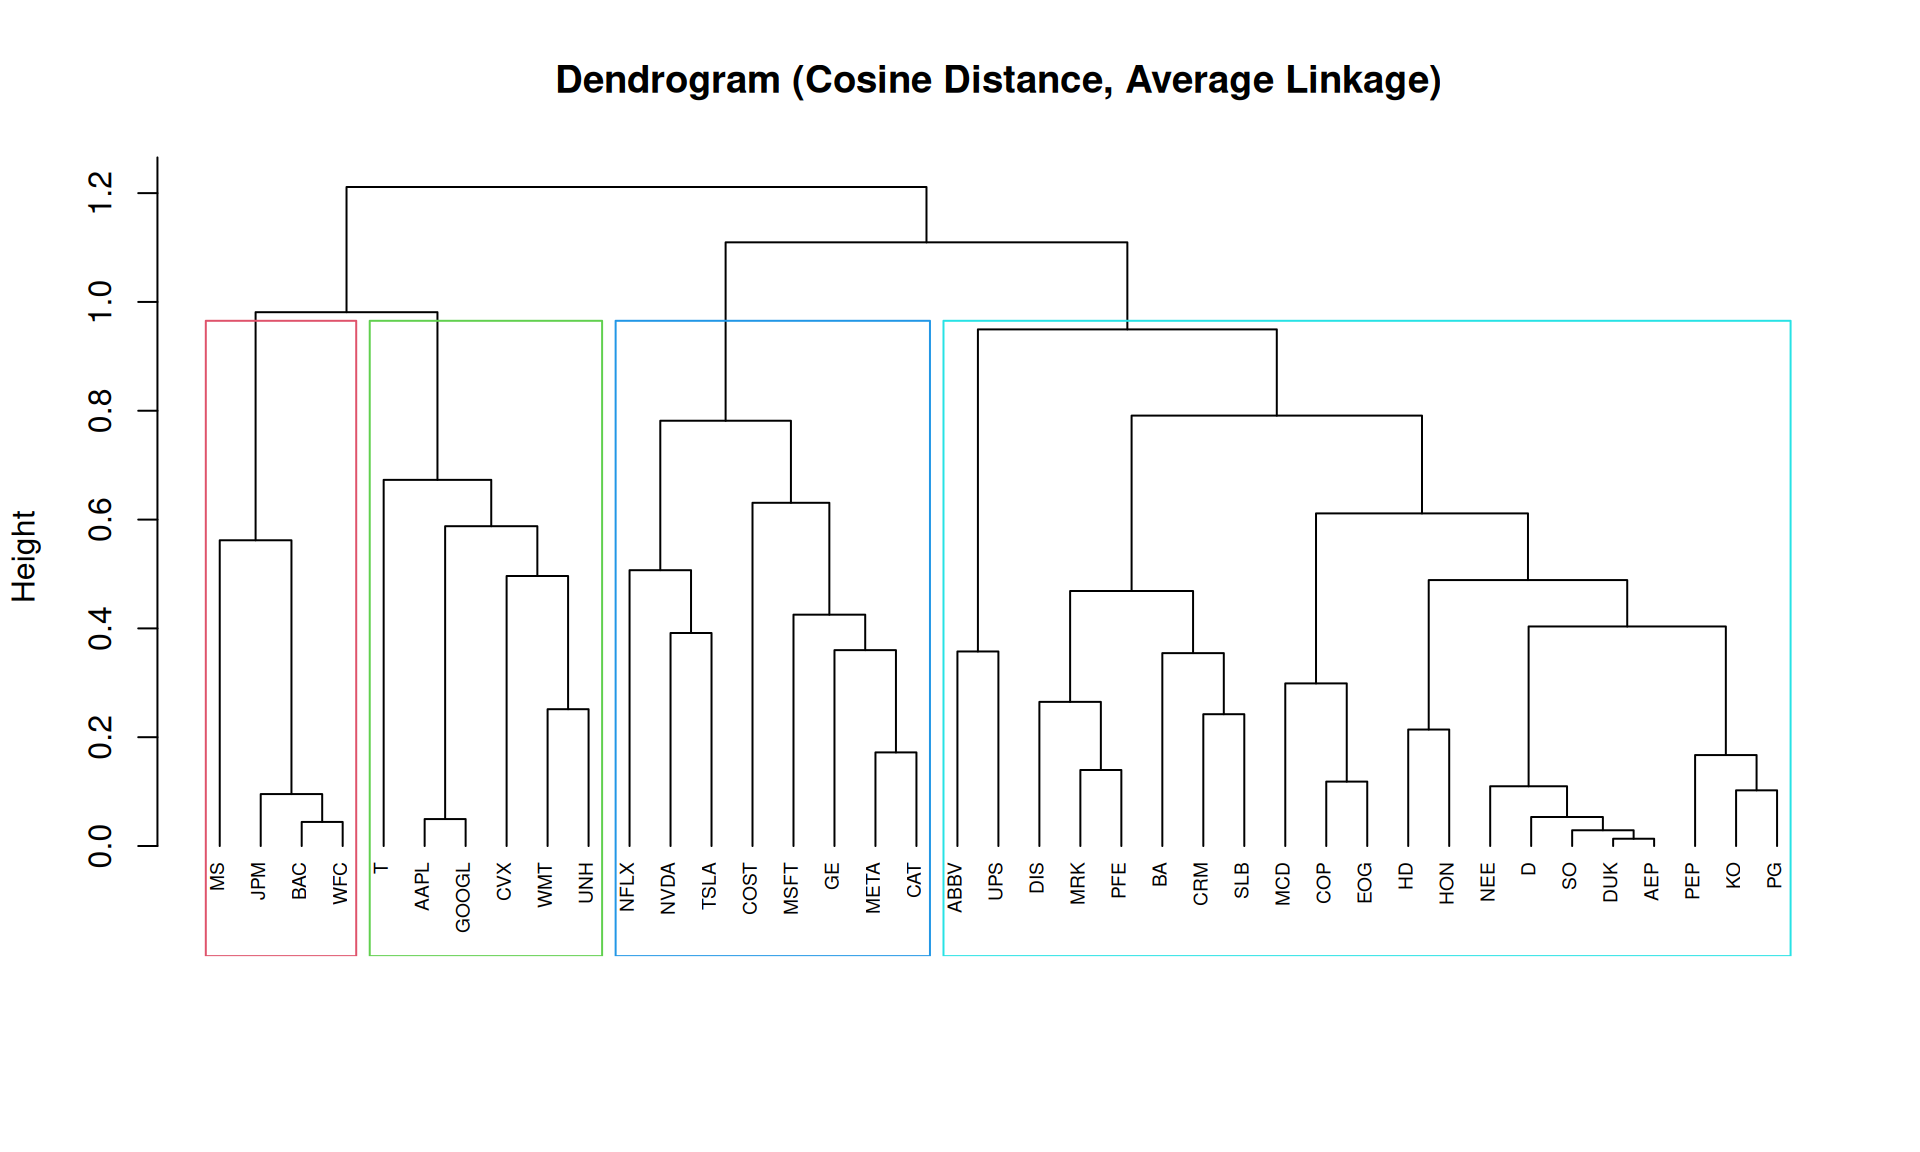 Dendrogram (Cosine Distance, Average Linkage)
Height
1.2
1.0
0.8
0.6
0.4
0.2
0.0
MS
JPM
BAC
WFC
T
AAPL
GOOGL
CVX
WMT
UNH
NFLX
NVDA
TSLA
COST
MSFT
GE
META
CAT
ABBV
UPS
DIS
MRK
PFE
BA
CRM
SLB
MCD
COP
EOG
HD
HON
NEE
D
SO
DUK
AEP
PEP
KO
PG